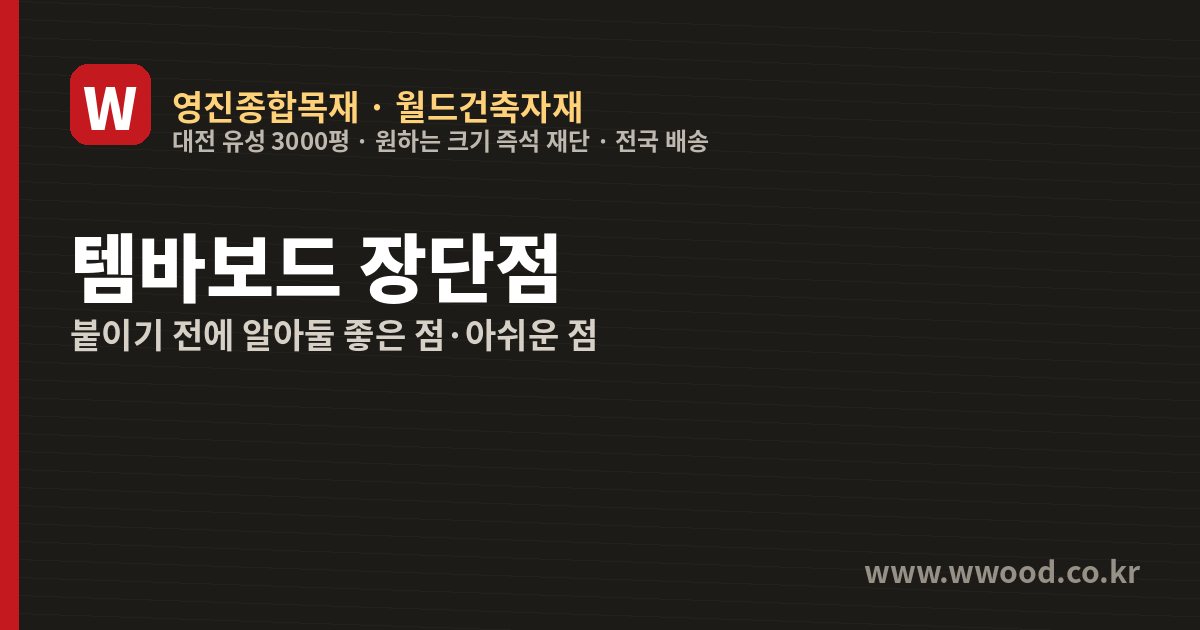 W
영진종합목재 · 월드건축자재
대전 유성 3000평 · 원하는 크기 즉석 재단 · 전국 배송
템바보드 장단점
붙이기 전에 알아둘 좋은 점·아쉬운 점
www.wwood.co.kr